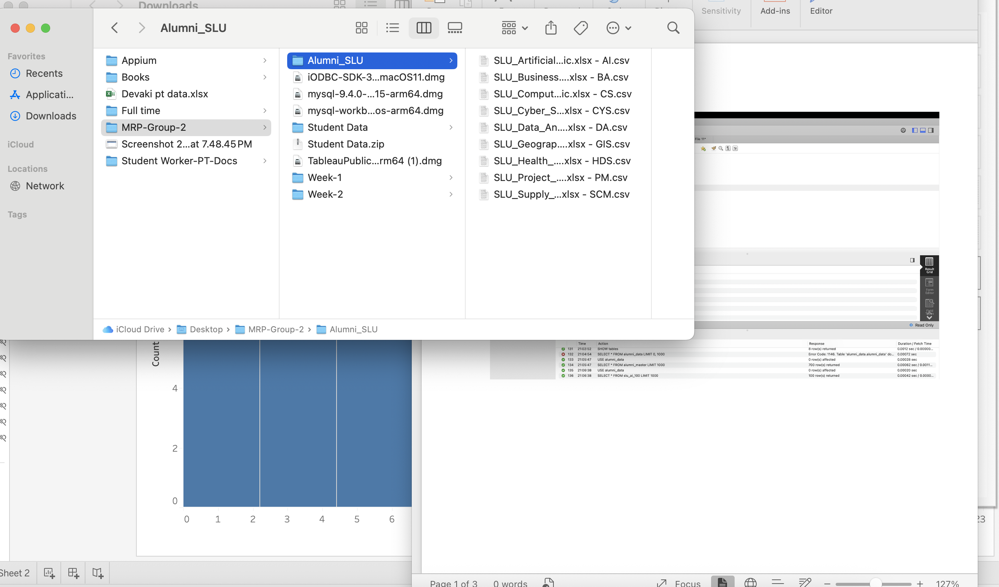 Downloads
Sensitivity
Add-ins
Editor
Alumni_SLU
Favorites
Recents
Applicati...
Downloads
iCloud
Locations
Network
Tags
Appium
Books
Devaki pt data.xlsx
Full time
MRP-Group-2
Screenshot 2...at 7.48.45 PM
Student Worker-PT-Docs
Alumni_SLU
iODBC-SDK-3...macOS11.dmg
mysql-9.4.0-...15-arm64.dmg
mysql-workb...os-arm64.dmg
Student Data
Student Data.zip
TableauPublic...rm64 (1).dmg
Week-1
Week-2
SLU_Artificial...ic.xlsx - AI.csv
SLU_Business....xlsx - BA.csv
SLU_Comput...ic.xlsx - CS.csv
SLU_Cyber_S...xlsx - CYS.csv
SLU_Data_An....xlsx - DA.csv
SLU_Geograp....xlsx - GIS.csv
SLU_Health_....xlsx - HDS.csv
SLU_Project_....xlsx - PM.csv
SLU_Supply_...xlsx - SCM.csv
iCloud Drive › Desktop › MRP-Group-2 › Alumni_SLU
File 11*
Result
Grid
Form
Editor
Field
Types
Read Only
Time Action Response Duration / Fetch Time
131 21:02:52 SHOW tables 8 row(s) returned 0.0012 sec / 0.00000...
132 21:04:54 SELECT * FROM alumni_data LIMIT 0, 1000 Error Code: 1146. Table 'alumni_data.alumni_data' do... 0.00072 sec
133 21:05:47 USE alumni_data 0 row(s) affected 0.00028 sec
134 21:05:47 SELECT * FROM alumni_master LIMIT 1000 700 row(s) returned 0.00062 sec / 0.0011...
135 21:06:38 USE alumni_data 0 row(s) affected 0.00020 sec
136 21:06:38 SELECT * FROM slu_ai_100 LIMIT 1000 100 row(s) returned 0.00042 sec / 0.0000...
Count
4
2
0
0 1 2 3 4 5 6
23
Sheet 2
Page 1 of 3 0 words Focus 127%